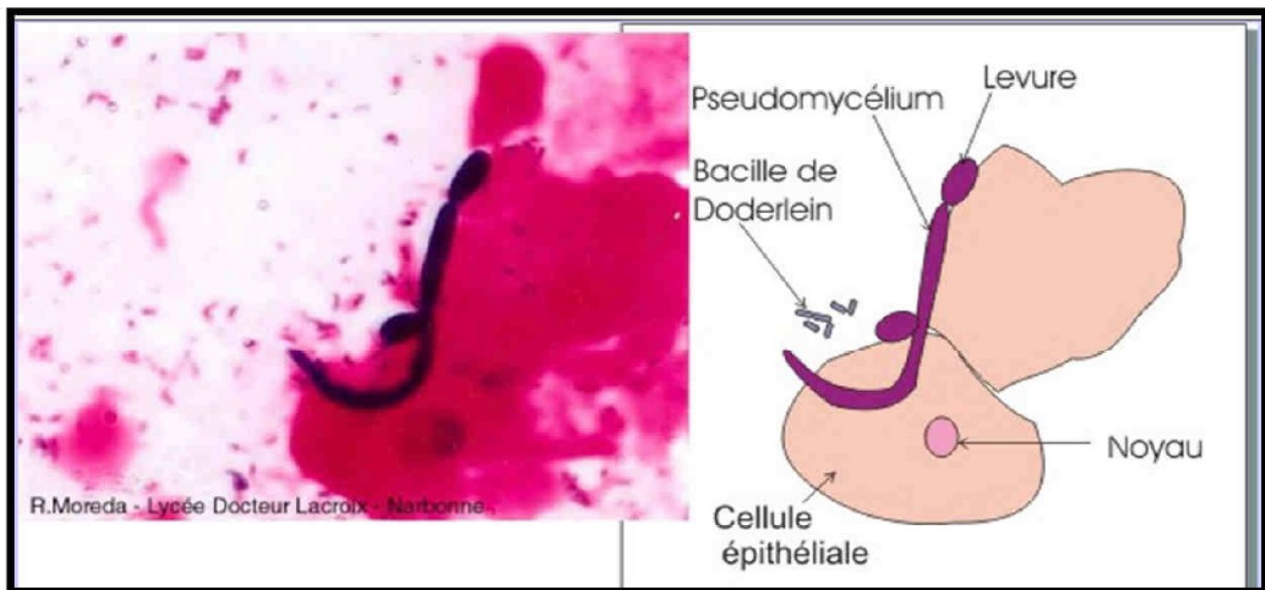 Levure
Pseudomycélium
Bacille de
Doderlein
Noyau
Cellule
épithéliale
R.Moreda - Lycée Docteur Lacroix - Narbonne